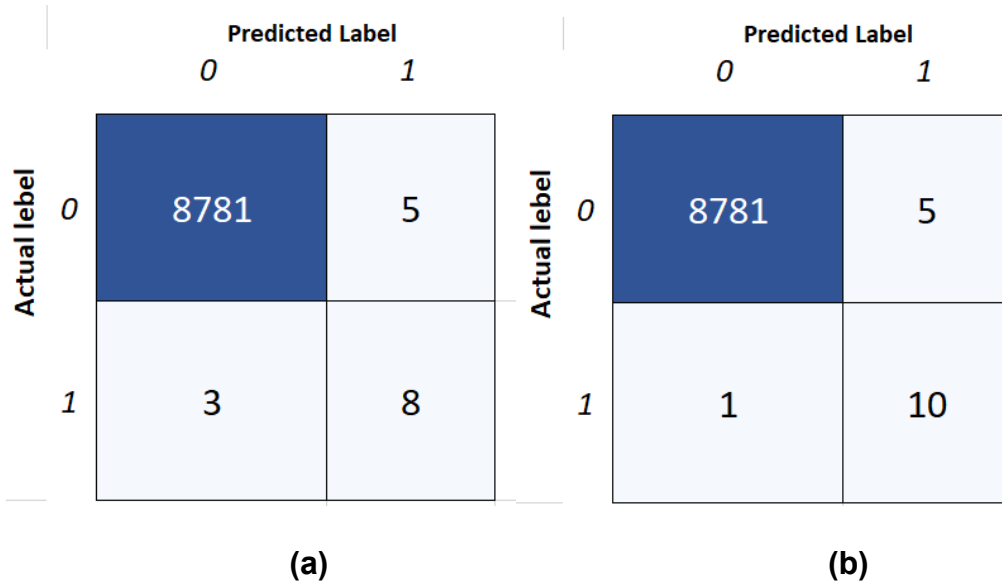 Predicted Label
0 1
Actual lebel
0 8781 5
1 3 8
(a)
Predicted Label
0 1
Actual lebel
0 8781 5
1 1 10
(b)